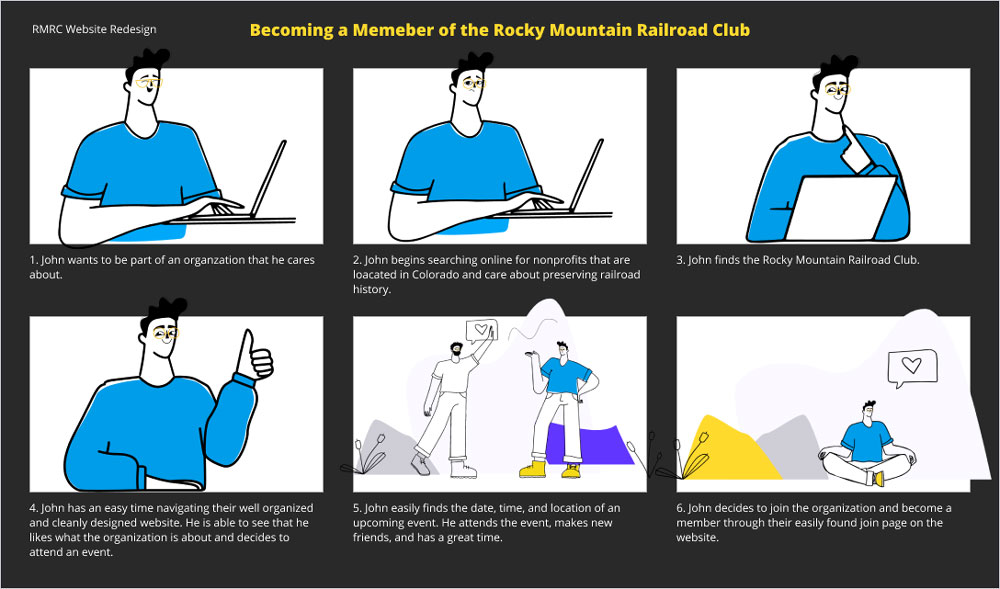 RMRC Website Redesign
Becoming a Memeber of the Rocky Mountain Railroad Club
1. John wants to be part of an organzation that he cares
about.
2. John begins searching online for nonprofits that are
loacated in Colorado and care about preserving railroad
history.
3. John finds the Rocky Mountain Railroad Club.
4. John has an easy time navigating their well organized
and cleanly designed website. He is able to see that he
likes what the organization is about and decides to
attend an event.
5. John easily finds the date, time, and location of an
upcoming event. He attends the event, makes new
friends, and has a great time.
6. John decides to join the organization and become a
member through their easily found join page on the
website.